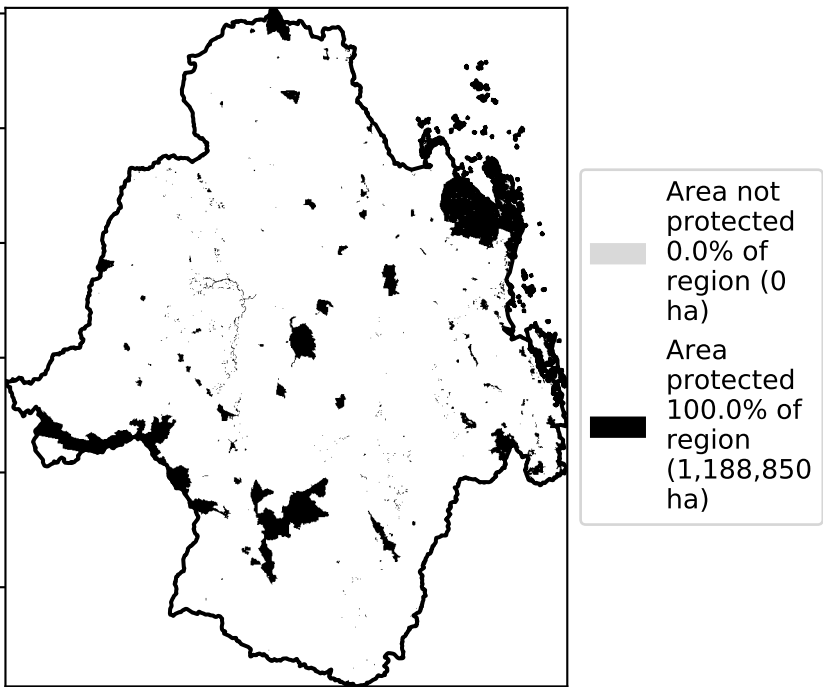 Area not
protected
0.0% of
region (0
ha)
Area
protected
100.0% of
region
(1,188,850
ha)